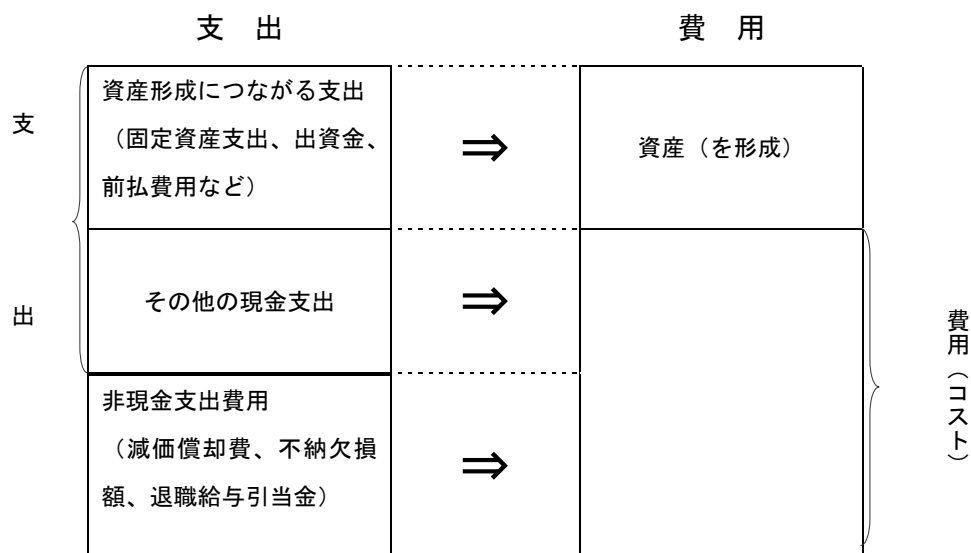 支 出
費 用
支
出
資産形成につながる支出
（固定資産支出、出資金、
前払費用など）
⇒
資産（を形成）
その他の現金支出
⇒
非現金支出費用
（減価償却費、不納欠損
額、退職給与引当金）
⇒
費用（コスト）